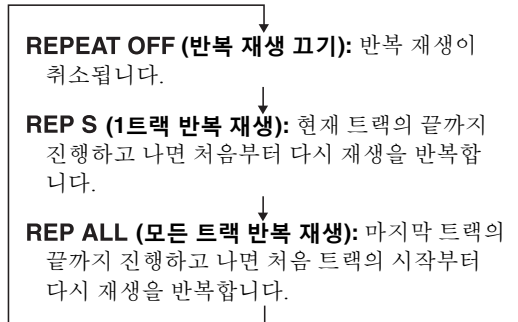 REPEAT OFF (반복 재생 끄기): 반복 재생이
취소됩니다.
REP S (1트랙 반복 재생): 현재 트랙의 끝까지
진행하고 나면 처음부터 다시 재생을 반복합
니다.
REP ALL (모든 트랙 반복 재생): 마지막 트랙의
끝까지 진행하고 나면 처음 트랙의 시작부터
다시 재생을 반복합니다.